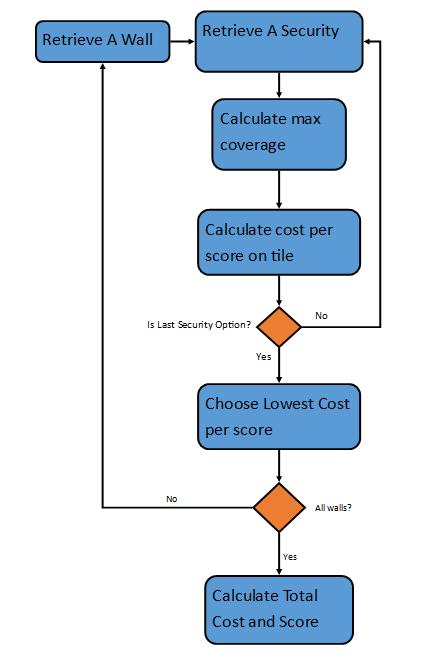 Retrieve A Wall
Retrieve A Security
Calculate max
coverage
Calculate cost per
score on tile
Is Last Security Option?
No
Yes
Choose Lowest Cost
per score
No
All walls?
Yes
Calculate Total
Cost and Score